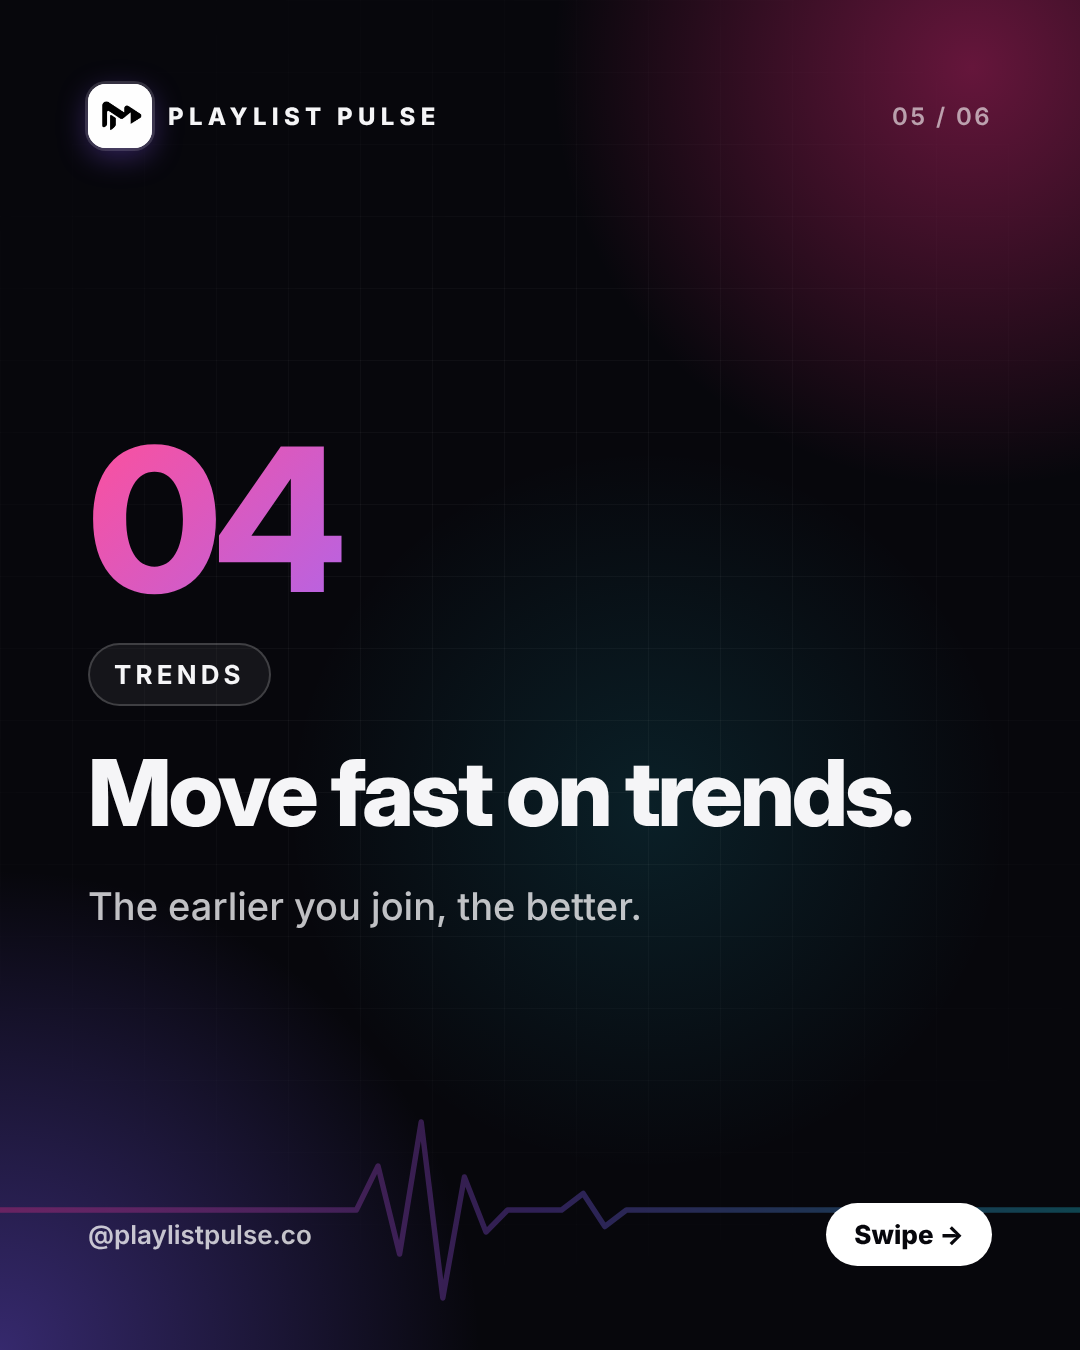 PLAYLIST PULSE
05 / 06
04
TRENDS
Move fast on trends.
The earlier you join, the better.
@playlistpulse.co
Swipe →